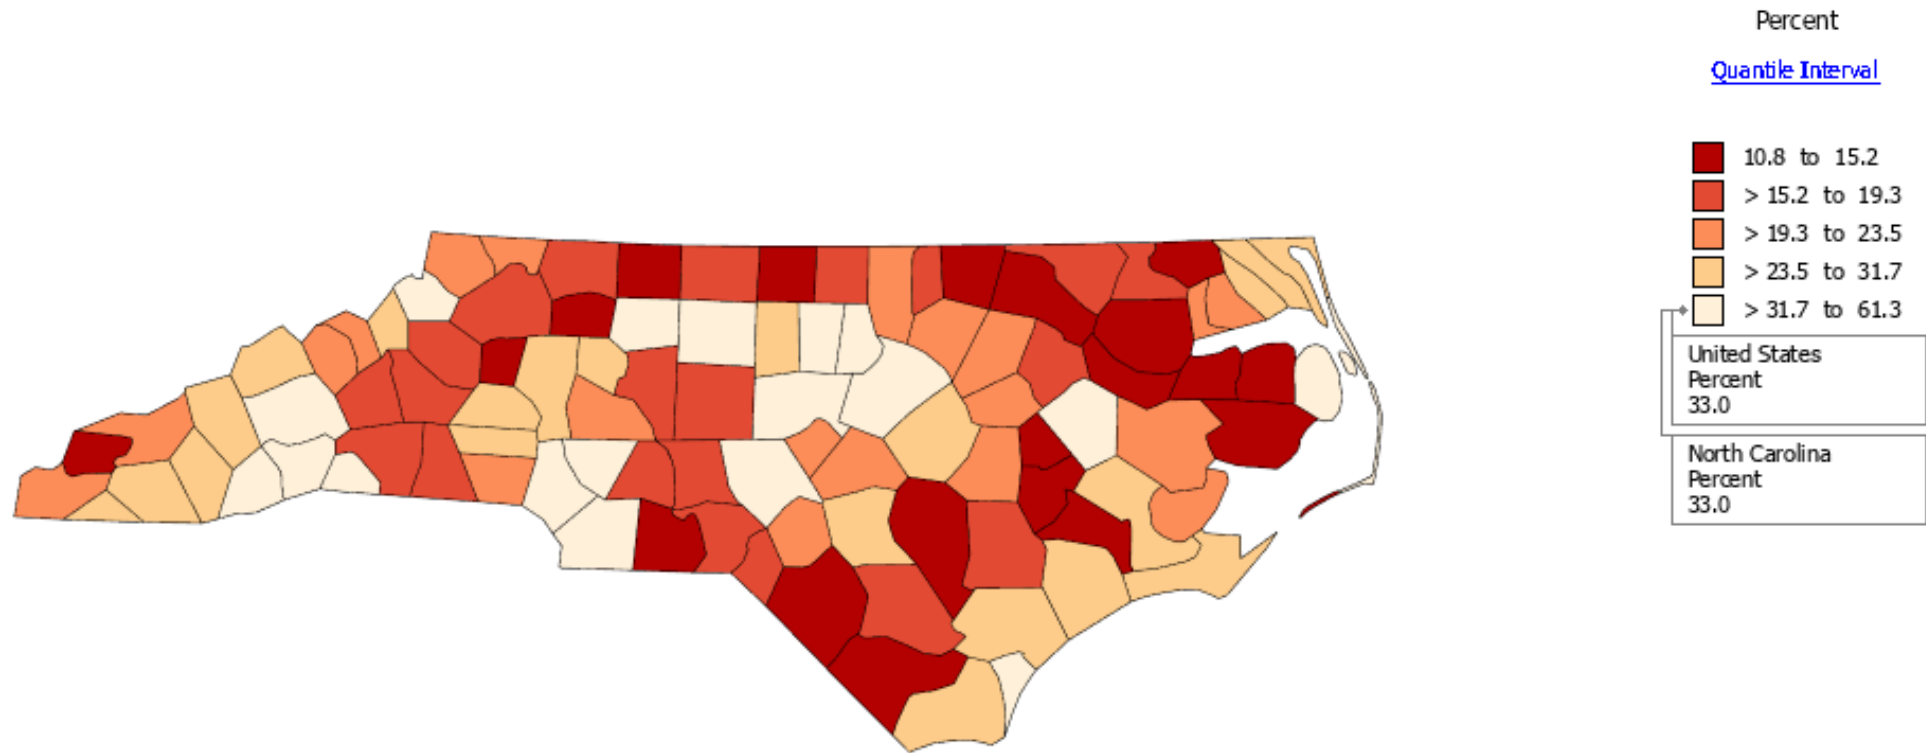 Percent
Quantile Interval
10.8 to 15.2
> 15.2 to 19.3
> 19.3 to 23.5
> 23.5 to 31.7
> 31.7 to 61.3
United States
Percent
33.0
North Carolina
Percent
33.0